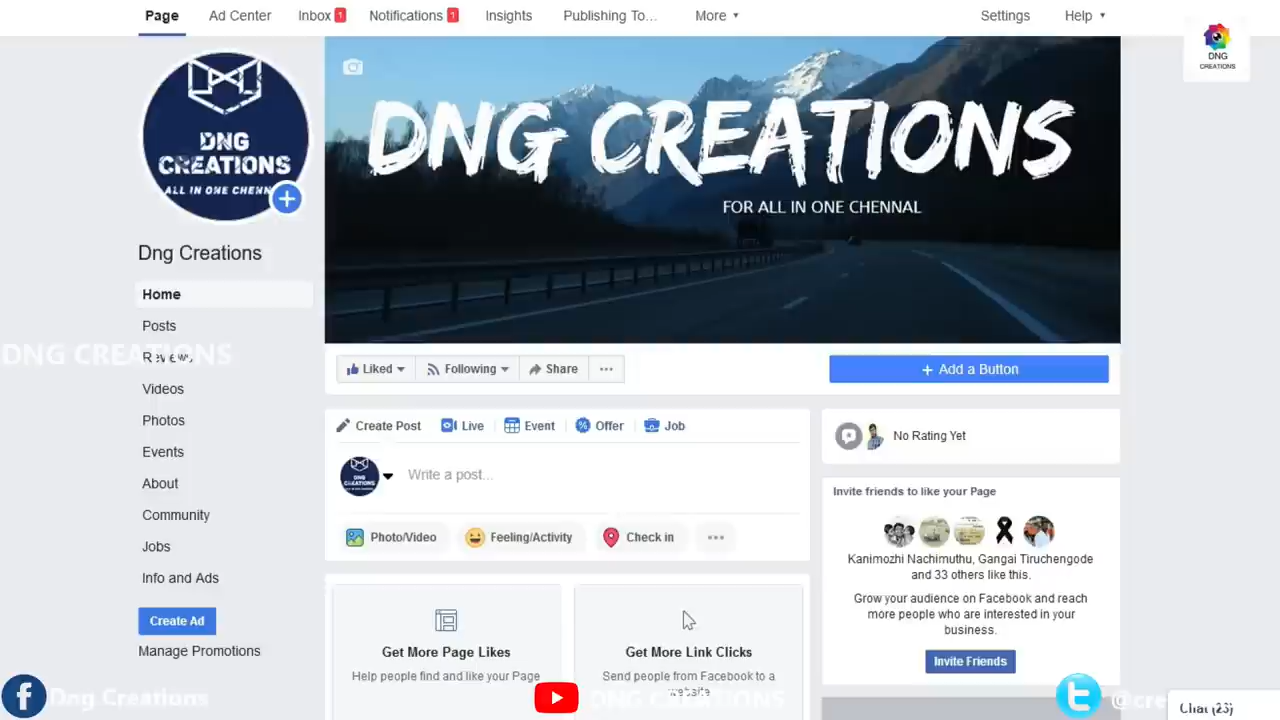 Page
Ad Center
Inbox 1
Notifications 1
Insights
Publishing To...
More
Settings
Help
DNG
CREATIONS
DNG
CREATIONS
ALL IN ONE CHENN
DNG CREATIONS
FOR ALL IN ONE CHENNAL
Dng Creations
Home
Posts
DNG CREATIONS
Reviews
Videos
Photos
Events
About
Community
Jobs
Info and Ads
Create Ad
Manage Promotions
Liked
Following
Share
+ Add a Button
Create Post
Live
Event
Offer
Job
DNG
CREATIONS
Write a post...
Photo/Video
Feeling/Activity
Check in
No Rating Yet
Invite friends to like your Page
Kanimozhi Nachimuthu, Gangai Tiruchengode
and 33 others like this.
Grow your audience on Facebook and reach
more people who are interested in your
business.
Invite Friends
Get More Page Likes
Help people find and like your Page
Get More Link Clicks
Send people from Facebook to a
website
Dng Creations
DNG CREATIONS
@cre
Chat (23)